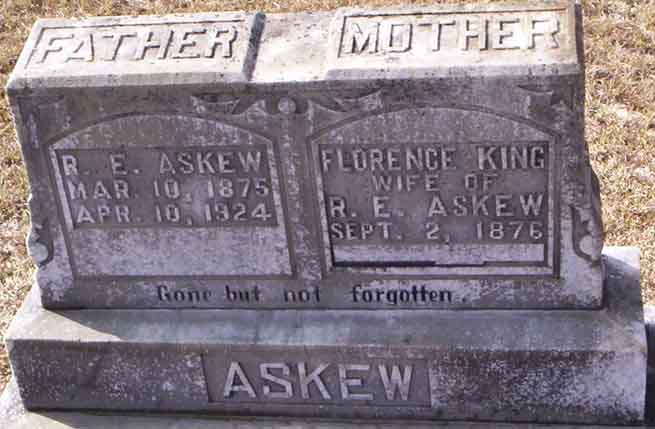 FATHER
R. E. ASKEW
MAR. 10, 1875
APR. 10, 1924
MOTHER
FLORENCE KING
WIFE OF
R. E. ASKEW
SEPT. 2, 1876
Gone but not forgotten.
ASKEW